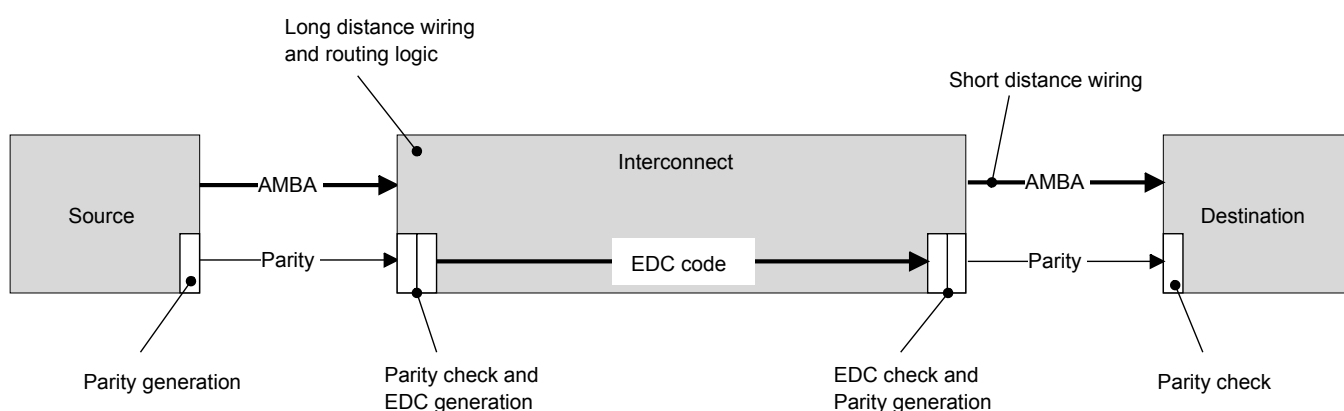 Long distance wiring
and routing logic
Short distance wiring
Interconnect
AMBA
AMBA
Source
Destination
Parity
EDC code
Parity
Parity generation
Parity check and
EDC generation
EDC check and
Parity generation
Parity check